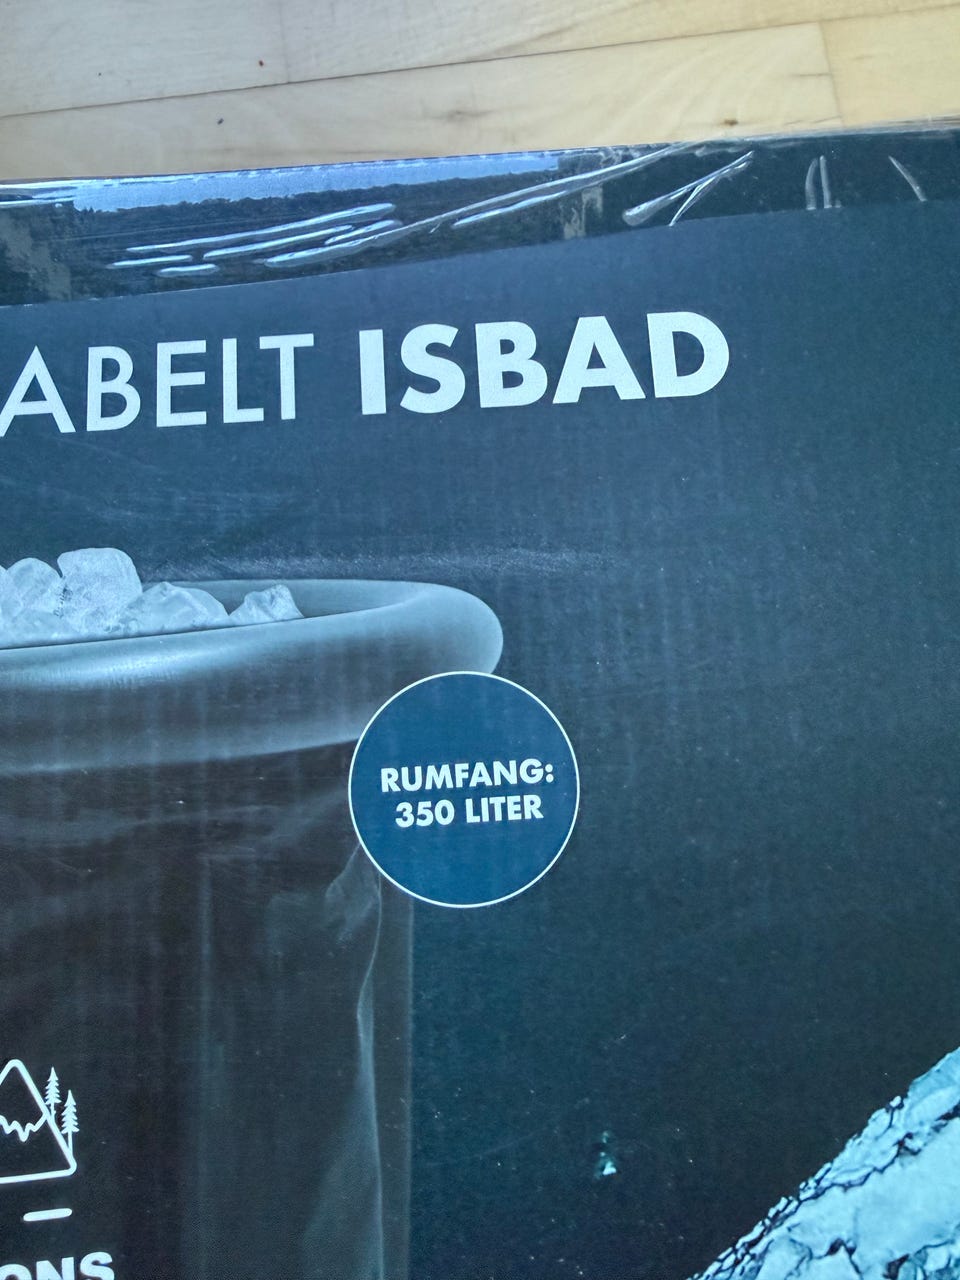 ABELT ISBAD
RUMFANG:
350 LITER
ONS